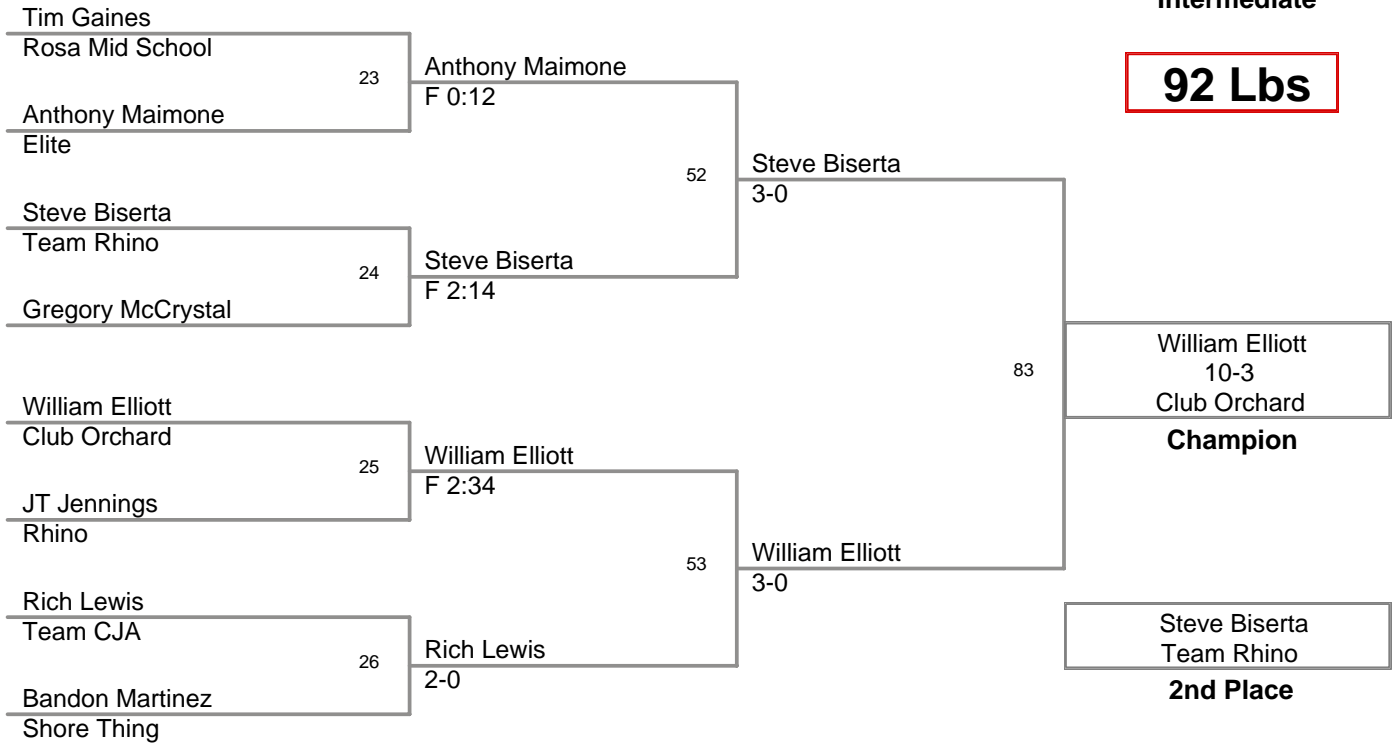 Intermediate
92 Lbs
Tim Gaines
Rosa Mid School
23
Anthony Maimone
Elite
Anthony Maimone
F 0:12
52
Steve Biserta
Team Rhino
24
Gregory McCrystal
Steve Biserta
F 2:14
Steve Biserta
3-0
83
William Elliott
Club Orchard
25
JT Jennings
Rhino
William Elliott
F 2:34
53
Rich Lewis
Team CJA
26
Bandon Martinez
Shore Thing
Rich Lewis
2-0
William Elliott
3-0
William Elliott
10-3
Club Orchard
Champion
Steve Biserta
Team Rhino
2nd Place